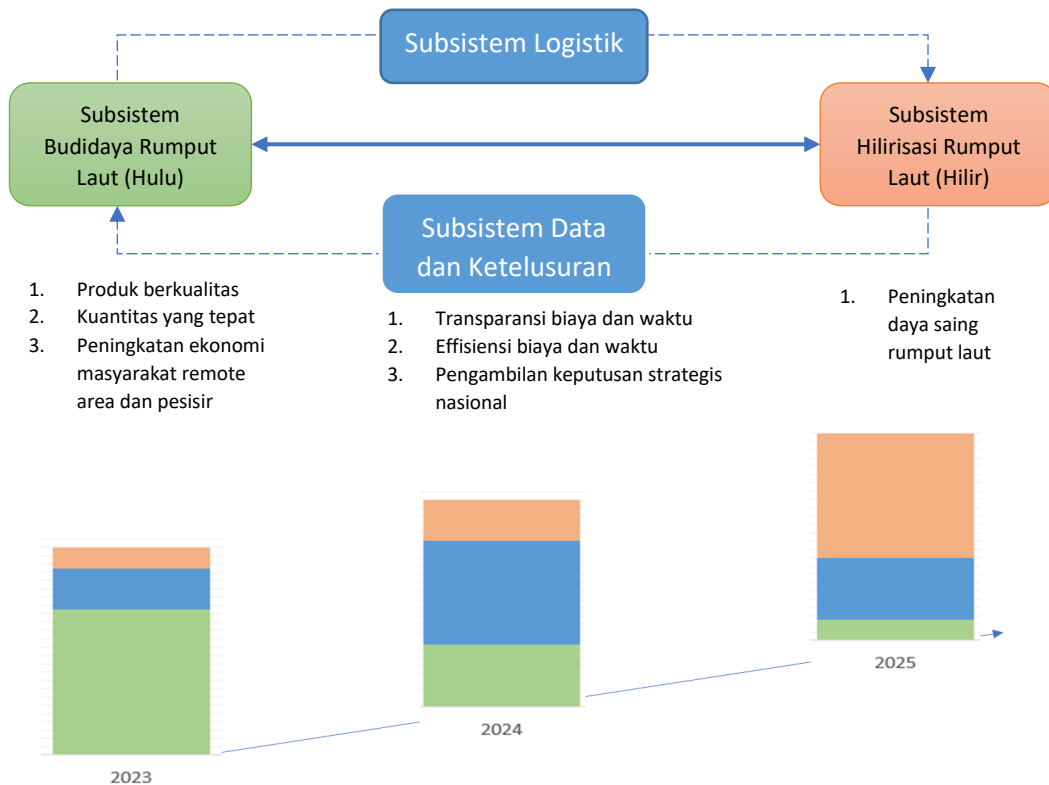 Subsistem Logistik
Subsistem
Budidaya Rumput
Laut (Hulu)
Subsistem
Hilirisasi Rumput
Laut (Hilir)
Subsistem Data
dan Ketelusuran
1. Produk berkualitas
2. Kuantitas yang tepat
3. Peningkatan ekonomi
masyarakat remote
area dan pesisir
1. Transparansi biaya dan waktu
2. Effisiensi biaya dan waktu
3. Pengambilan keputusan strategis
nasional
1. Peningkatan
daya saing
rumput laut
2023
2024
2025